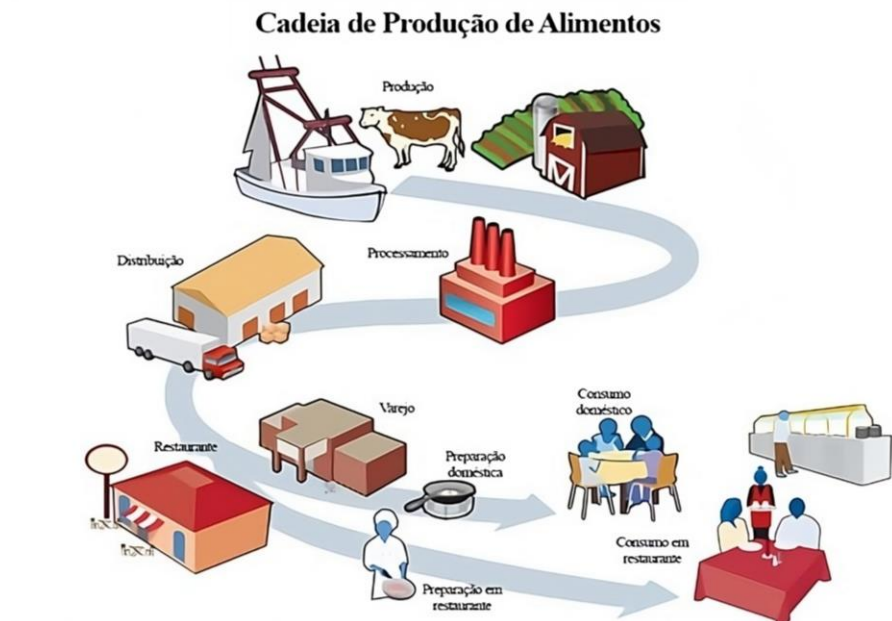 Cadeia de Produção de Alimentos
Produção
Distribuição
Processamento
Restaurante
Varejo
Preparação
doméstica
Consumo
doméstico
Preparação em
restaurante
Consumo em
restaurante